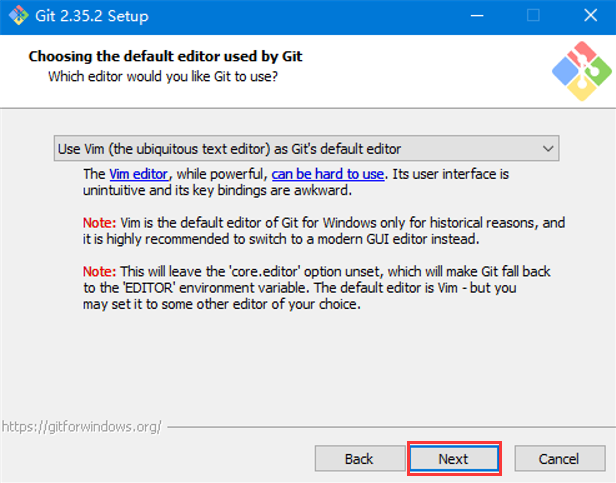 Git 2.35.2 Setup
Choosing the default editor used by Git
Which editor would you like Git to use?
Use Vim (the ubiquitous text editor) as Git's default editor
The Vim editor, while powerful, can be hard to use. Its user interface is
unintuitive and its key bindings are awkward.
Note: Vim is the default editor of Git for Windows only for historical reasons, and
it is highly recommended to switch to a modern GUI editor instead.
Note: This will leave the 'core.editor' option unset, which will make Git fall back
to the 'EDITOR' environment variable. The default editor is Vim - but you
may set it to some other editor of your choice.
https://gitforwindows.org/
Back
Next
Cancel